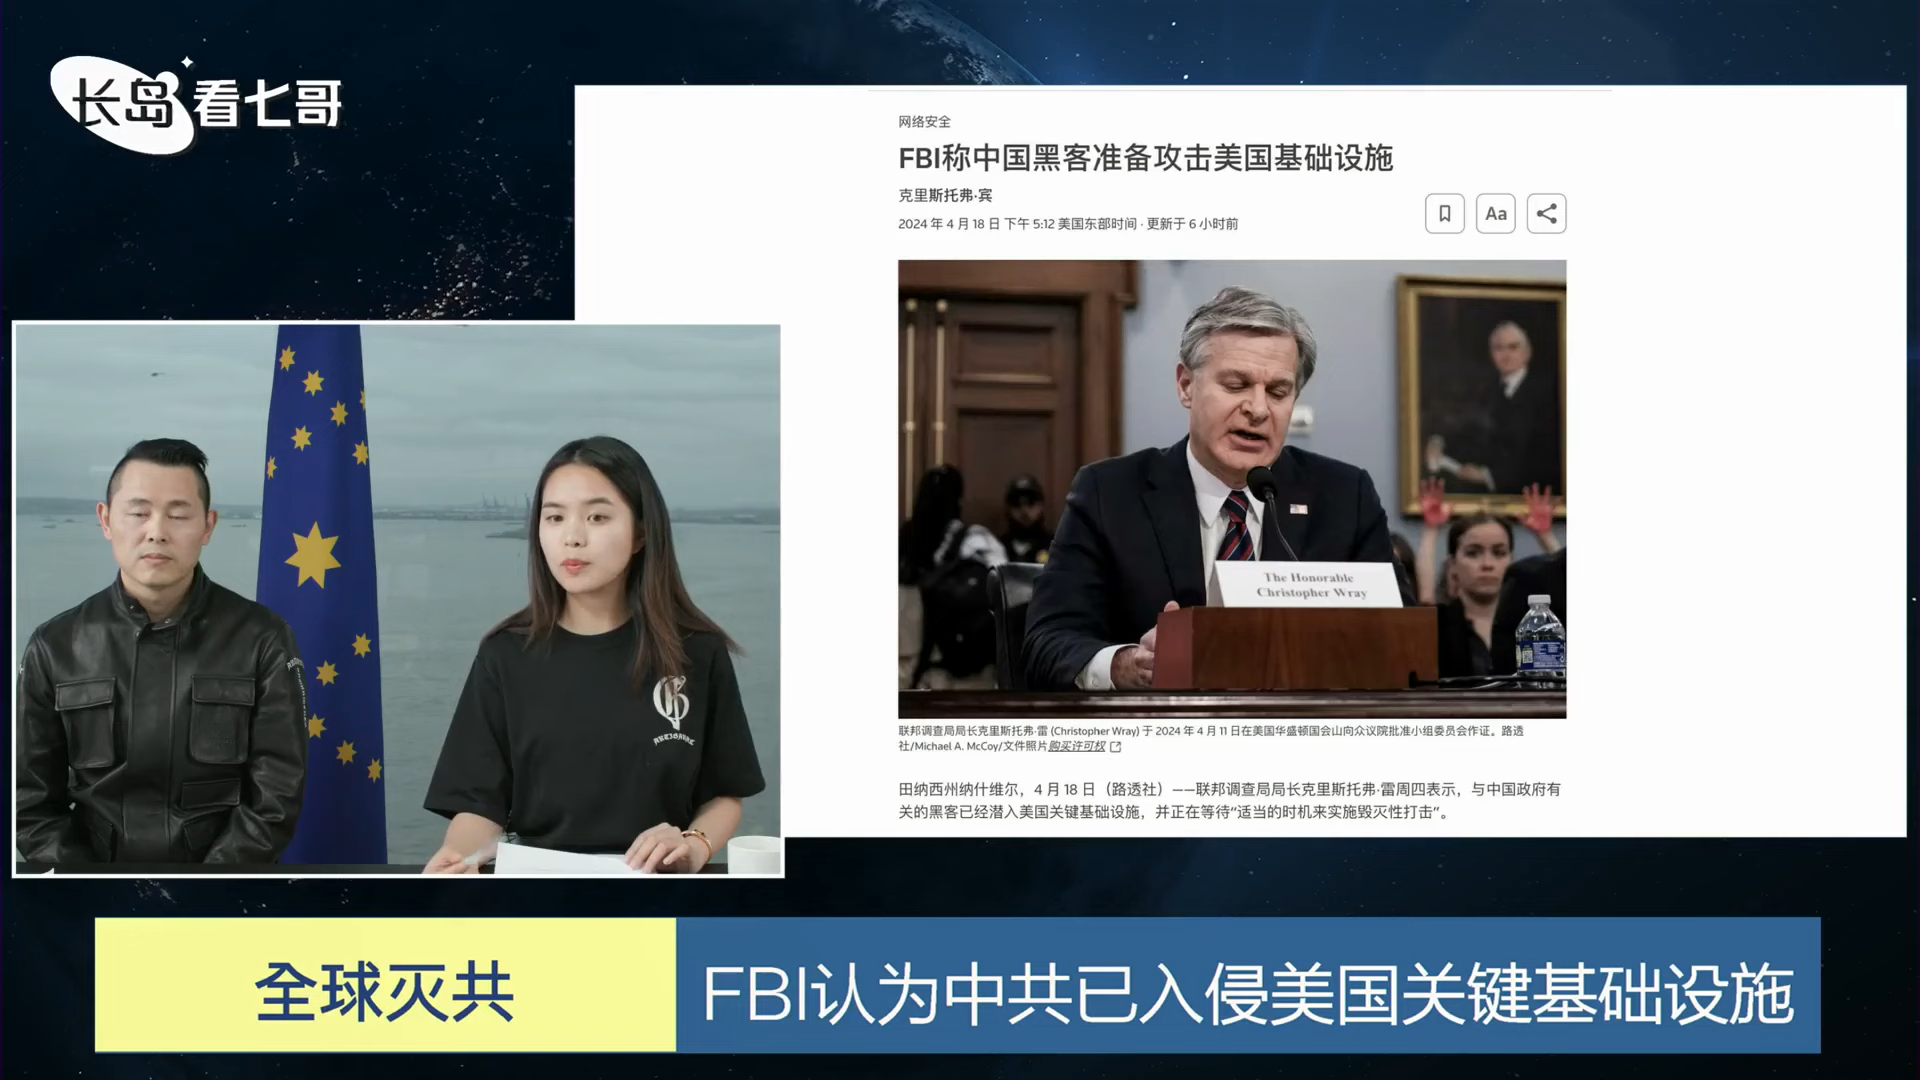 长岛看七哥
网络安全
FBI称中国黑客准备攻击美国基础设施
克里斯托弗·宾
2024 年 4 月 18 日 下午 5:12 美国东部时间 · 更新于 6 小时前
Aa
The Honorable
Christopher Wray
联邦调查局局长克里斯托弗·雷 (Christopher Wray) 于 2024 年 4 月 11 日在美国华盛顿国会山向众议院批准小组委员会作证。路透
社/Michael A. McCoy/文件照片购买许可权
田纳西州纳什维尔，4 月 18 日（路透社）——联邦调查局局长克里斯托弗·雷周四表示，与中国政府有
关的黑客已经潜入美国关键基础设施，并正在等待“适当的时机来实施毁灭性打击”。
全球灭共
FBI认为中共已入侵美国关键基础设施